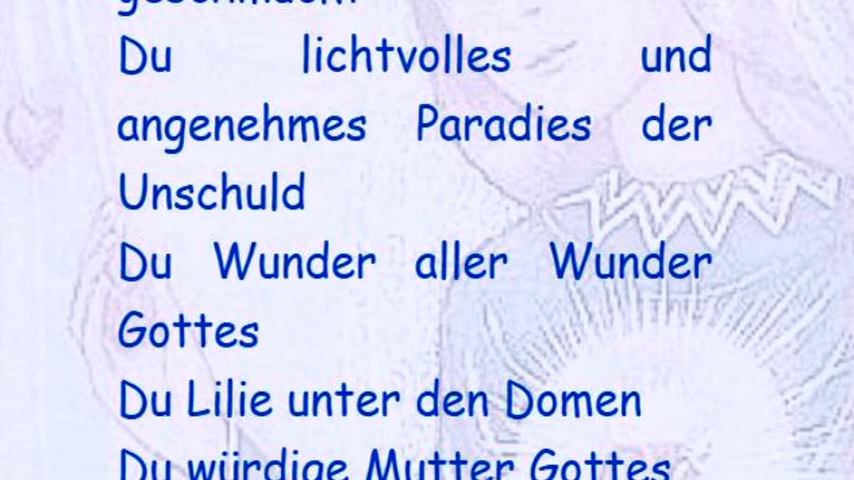 geschmückt
Du lichtvolles und
angenehmes Paradies der
Unschuld
Du Wunder aller Wunder
Gottes
Du Lilie unter den Domen
Du würdige Mutter Gottes